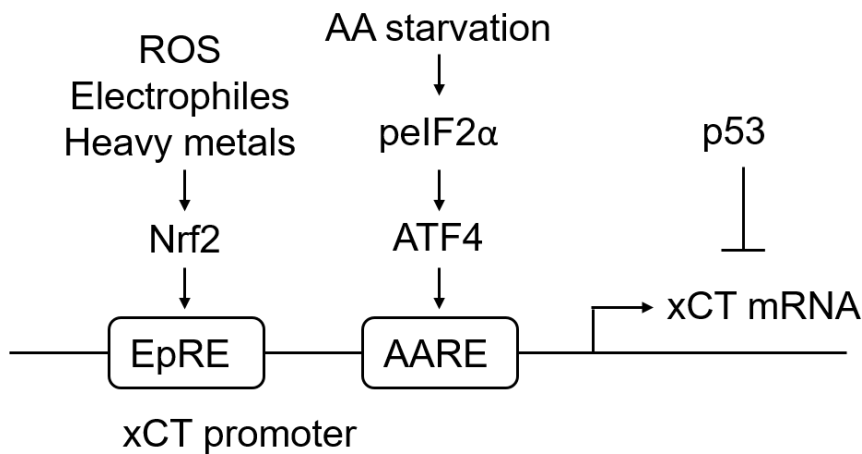 ROS
Electrophiles
Heavy metals
Nrf2
EpRE
AA starvation
peIF2α
ATF4
AARE
p53
xCT mRNA
xCT promoter